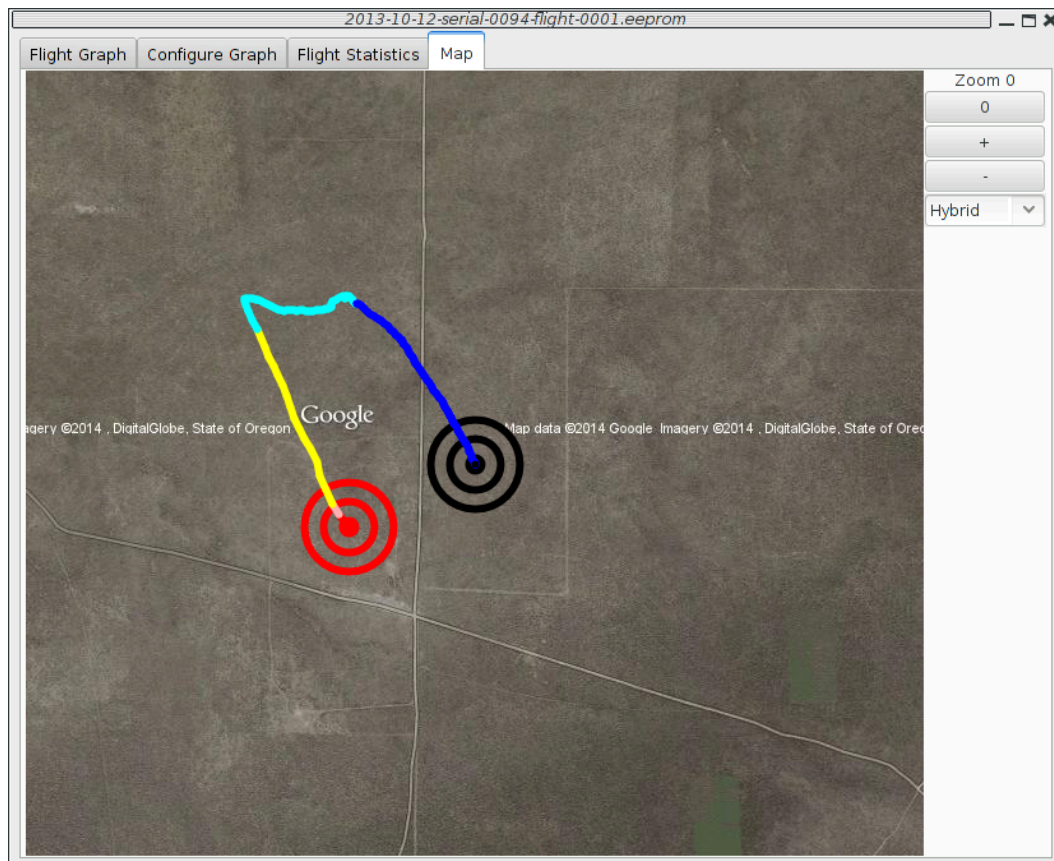 2013-10-12-serial-0094-flight-0001.eeprom
Flight Graph Configure Graph Flight Statistics Map
Zoom 0
0
+
-
Hybrid
Google
agery ©2014 , DigitalGlobe, State of Oregon Map data ©2014 Google Imagery ©2014 , DigitalGlobe, State of Oreg